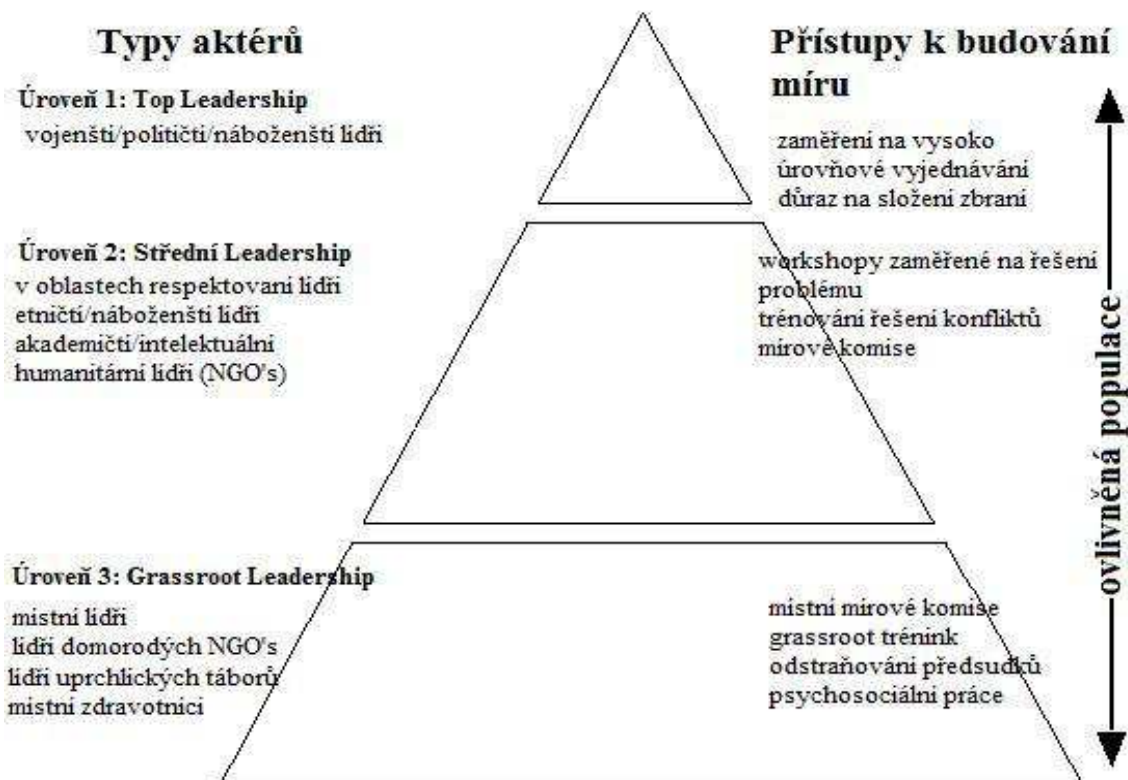 Typy aktérů
Úroveň 1: Top Leadership
vojenští/političtí/náboženští lídři
Úroveň 2: Střední Leadership
v oblastech respektovaní lídři
etničtí/náboženští lídři
akademičtí/intelektuální
humanitární lídři (NGO's)
Úroveň 3: Grassroot Leadership
místní lídři
lídři domorodých NGO's
lídři uprchlických táborů
místní zdravotníci
Přístupy k budování
míru
zaměření na vysoko
úrovňové vyjednávání
důraz na složení zbraní
workshopy zaměřené na řešení
problému
trénování řešení konfliktů
mírové komise
místní mírové komise
grassroot trénink
odstraňování předsudků
psychosociální práce
ovlivněná populace